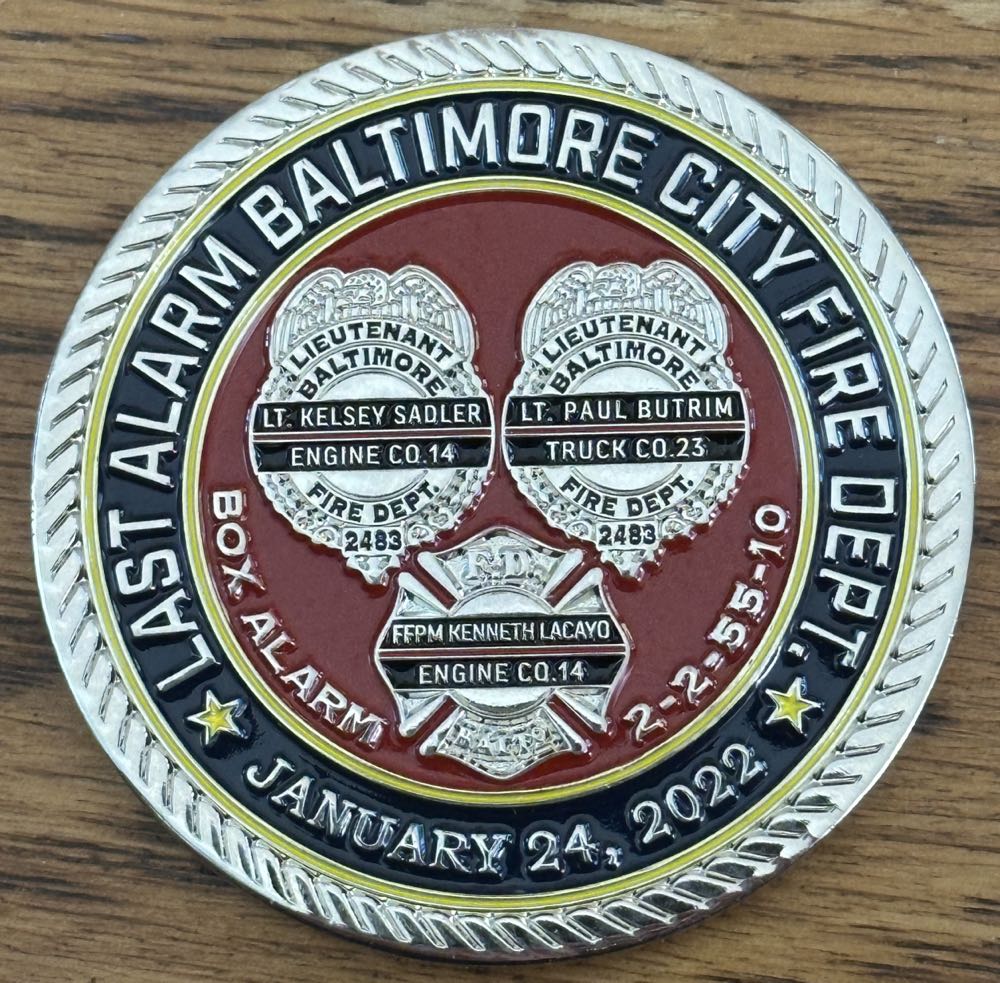 LAST ALARM BALTIMORE CITY FIRE DEPT.
LIEUTENANT
BALTIMORE
LT. KELSEY SADLER
ENGINE CO.14
FIRE DEPT.
2483
LIEUTENANT
BALTIMORE
LT. PAUL BUTRIM
TRUCK CO.23
FIRE DEPT.
2483
F.D.
FFPM KENNETH LACAYO
ENGINE CO.14
BALTO
BOX ALARM
2-2-55-10
JANUARY 24, 2022